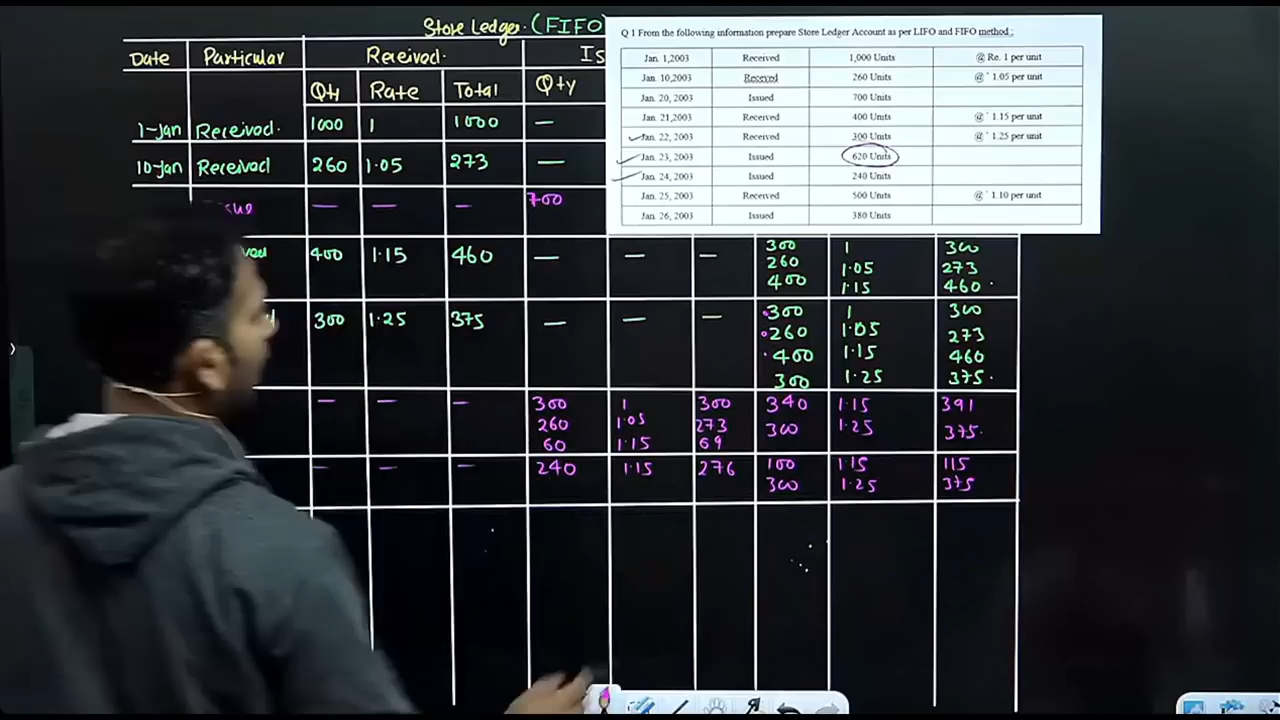 Store Ledger. (FIFO)
Date Particular Received. Is
Qty Rate Total Qty
1-Jan Received. 1000 1 1000 —
10-Jan Received 260 1.05 273 —
— — — 700
400 1.15 460 — — — 300 1 300
260 1.05 273
400 1.15 460.
300 1.25 375 — — — 300 1 300
260 1.05 273
400 1.15 460
300 1.25 375.
— — — 300 1 300 340 1.15 391
260 1.05 273 300 1.25 375.
60 1.15 69
— — — 240 1.15 276 100 1.15 115
300 1.25 375
Q 1 From the following information prepare Store Ledger Account as per LIFO and FIFO method :
Jan. 1,2003 Received 1,000 Units @ Re. 1 per unit
Jan. 10,2003 Received 260 Units @ ` 1.05 per unit
Jan. 20, 2003 Issued 700 Units
Jan. 21,2003 Received 400 Units @ ` 1.15 per unit
Jan. 22, 2003 Received 300 Units @ ` 1.25 per unit
Jan. 23, 2003 Issued 620 Units
Jan. 24, 2003 Issued 240 Units
Jan. 25, 2003 Received 500 Units @ ` 1.10 per unit
Jan. 26, 2003 Issued 380 Units